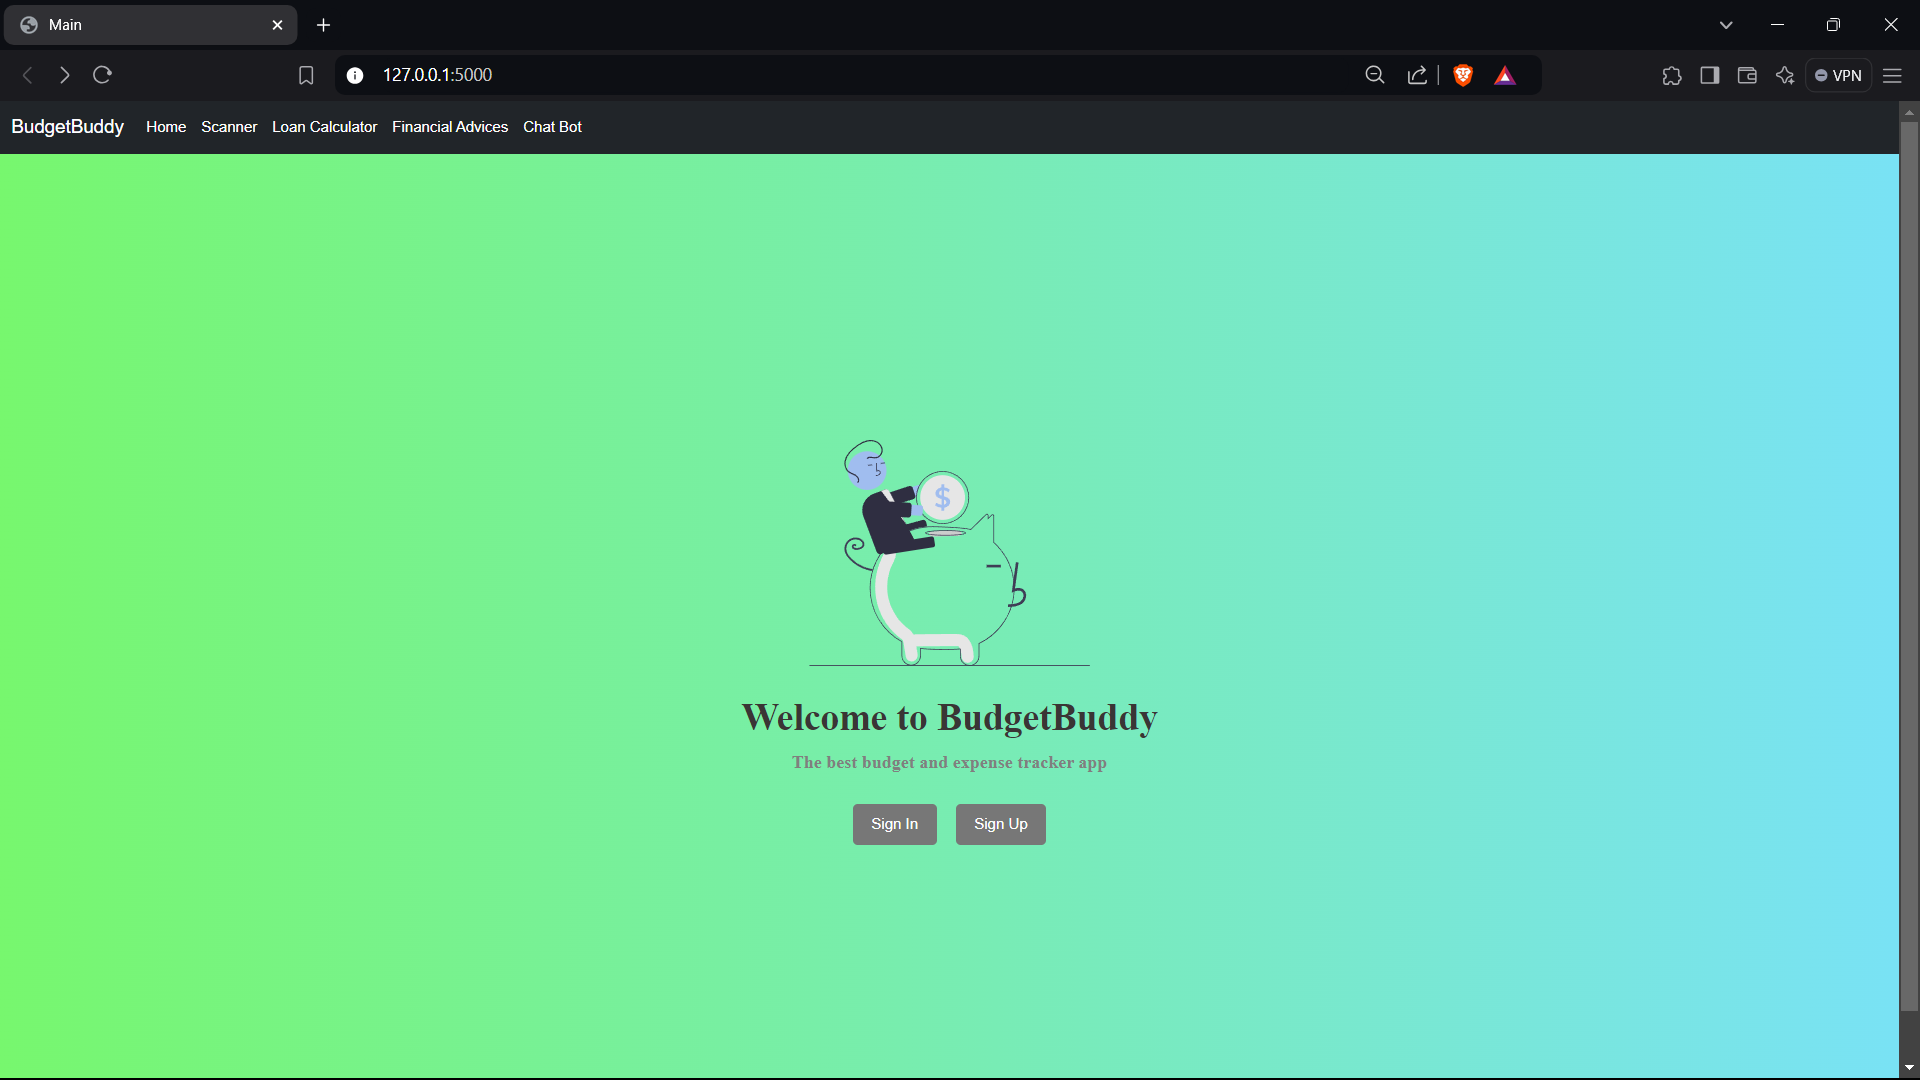 Main
127.0.0.1:5000
VPN
BudgetBuddy Home Scanner Loan Calculator Financial Advices Chat Bot
$
Welcome to BudgetBuddy
The best budget and expense tracker app
Sign In Sign Up